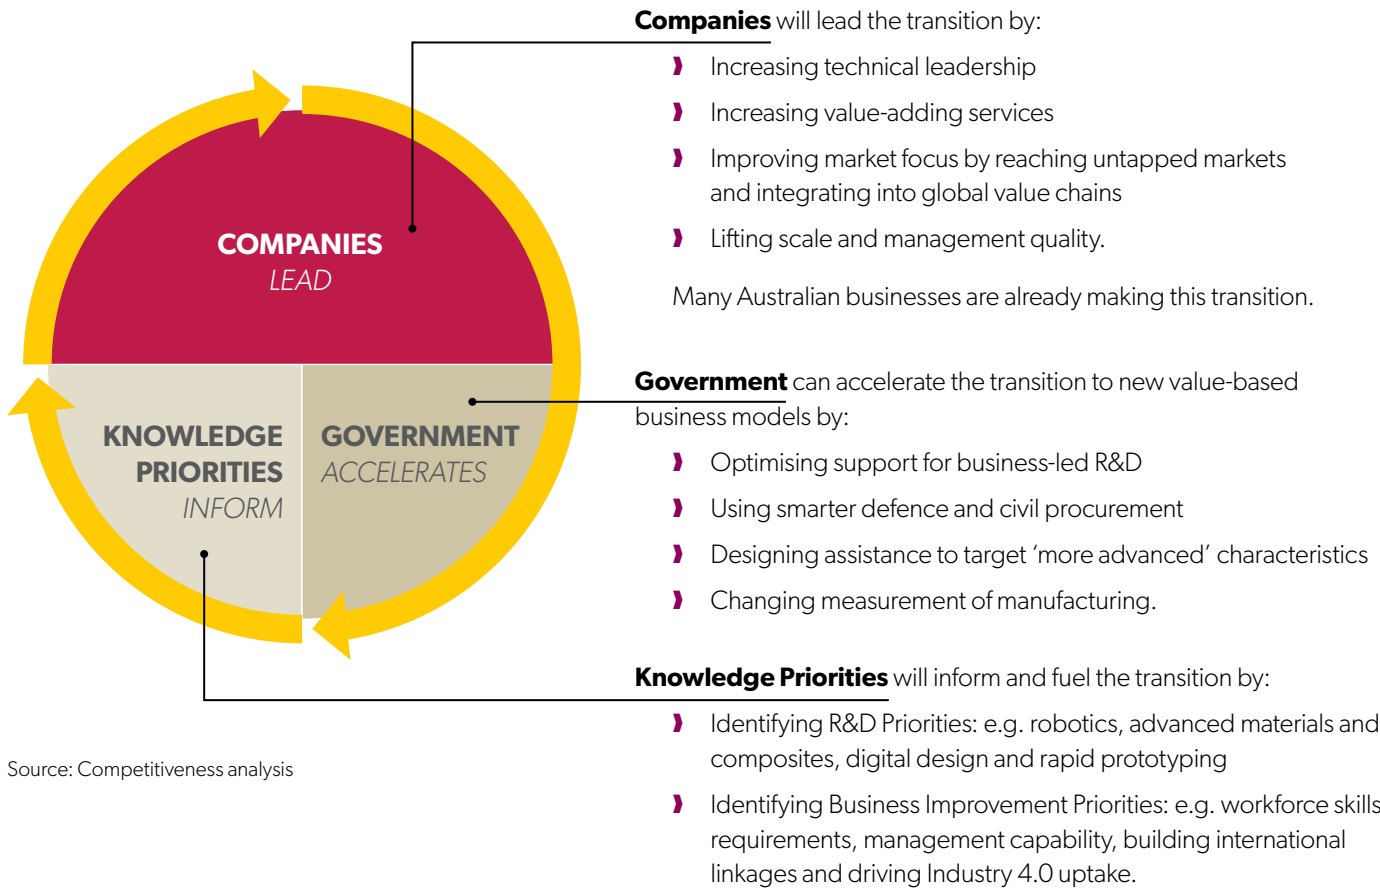 Companies will lead the transition by:
❱ Increasing technical leadership
❱ Increasing value-adding services
❱ Improving market focus by reaching untapped markets
and integrating into global value chains
❱ Lifting scale and management quality.
Many Australian businesses are already making this transition.
COMPANIES
LEAD
Government can accelerate the transition to new value-based
business models by:
❱ Optimising support for business-led R&D
❱ Using smarter defence and civil procurement
❱ Designing assistance to target ‘more advanced’ characteristics
❱ Changing measurement of manufacturing.
KNOWLEDGE
PRIORITIES
INFORM
GOVERNMENT
ACCELERATES
Knowledge Priorities will inform and fuel the transition by:
❱ Identifying R&D Priorities: e.g. robotics, advanced materials and
composites, digital design and rapid prototyping
❱ Identifying Business Improvement Priorities: e.g. workforce skills
requirements, management capability, building international
linkages and driving Industry 4.0 uptake.
Source: Competitiveness analysis